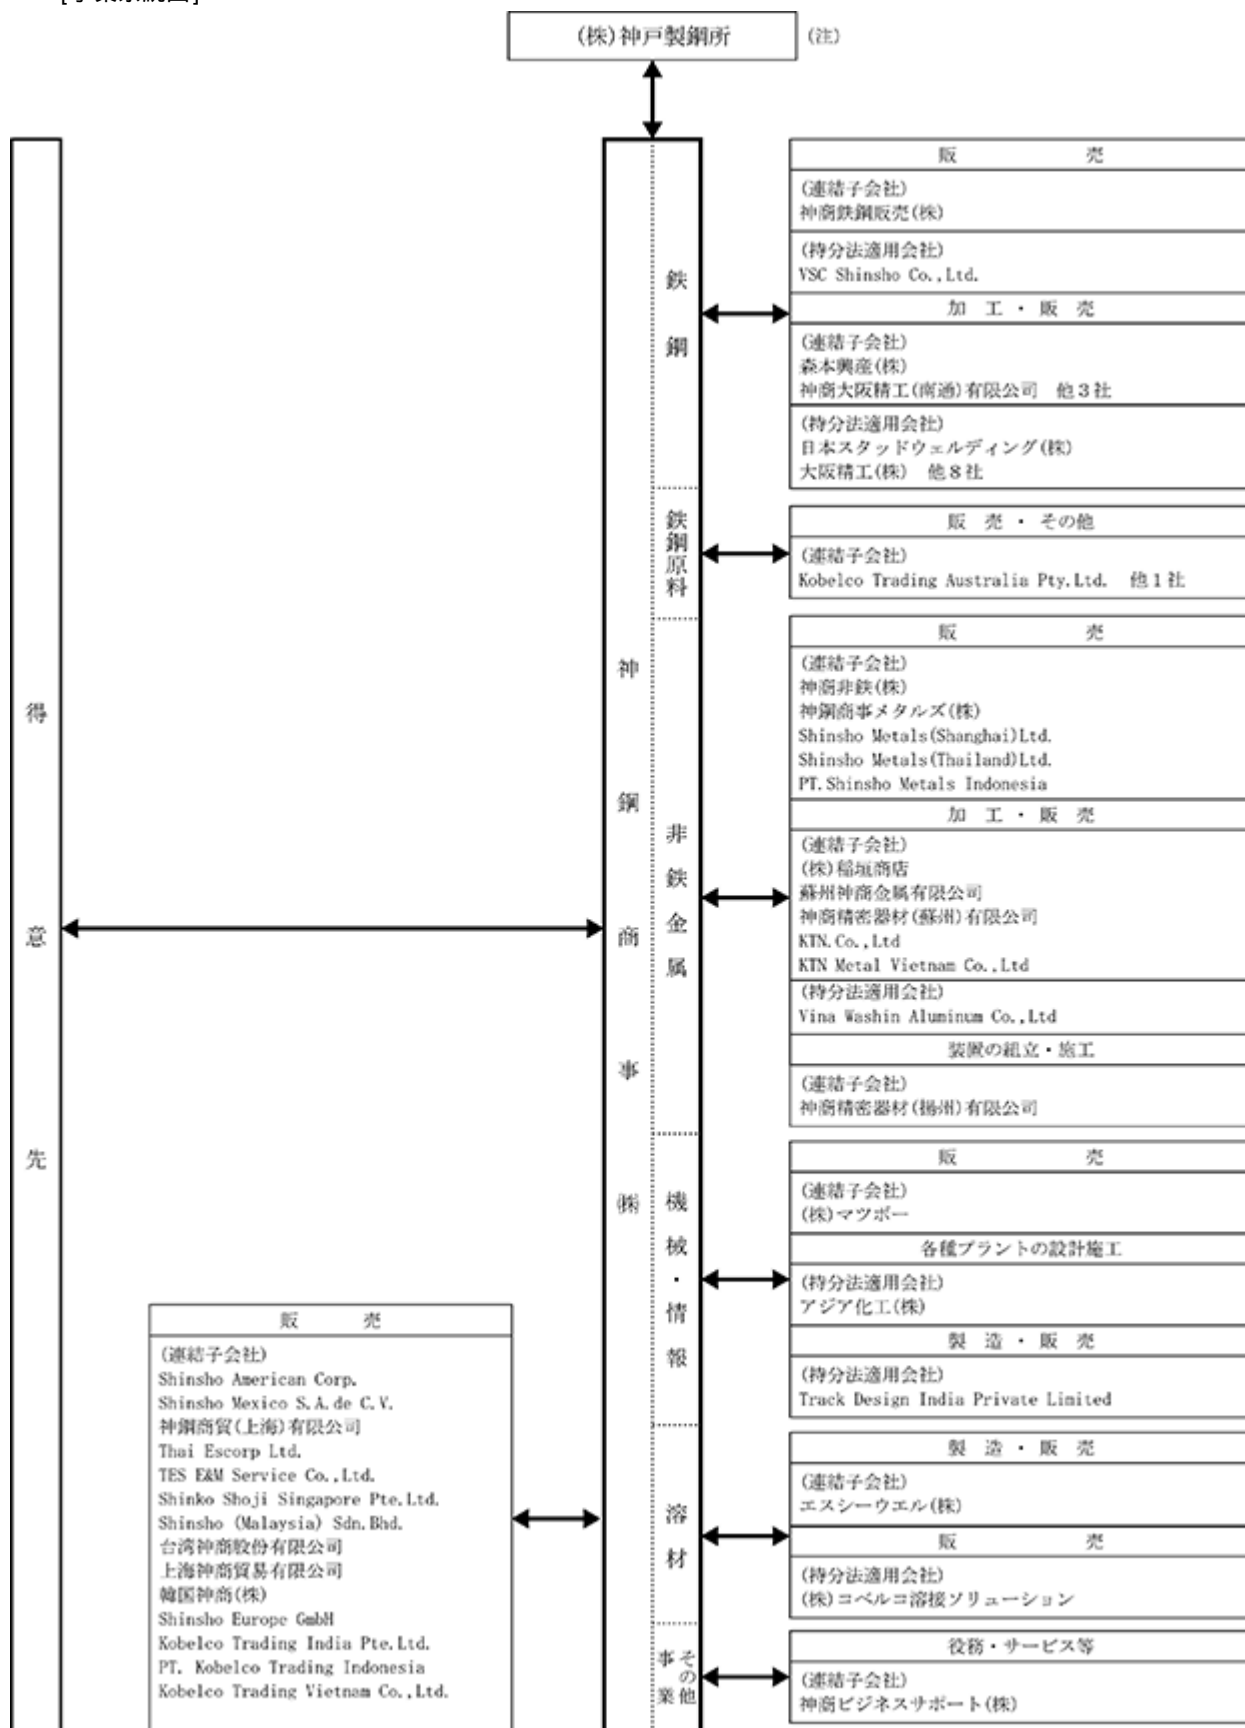 [事業系統図]
(株)神戸製鋼所
(注)
得意先
神鋼商事㈱
鉄鋼
販売
(連結子会社)
神商鉄鋼販売(株)
(持分法適用会社)
VSC Shinsho Co.,Ltd.
加工・販売
(連結子会社)
森本興産(株)
神商大阪精工(南通)有限公司 他3社
(持分法適用会社)
日本スタッドウェルディング(株)
大阪精工(株) 他8社
鉄鋼原料
販売・その他
(連結子会社)
Kobelco Trading Australia Pty.Ltd. 他1社
非鉄金属
販売
(連結子会社)
神商非鉄(株)
神鋼商事メタルズ(株)
Shinsho Metals(Shanghai)Ltd.
Shinsho Metals(Thailand)Ltd.
PT.Shinsho Metals Indonesia
加工・販売
(連結子会社)
(株)稲垣商店
蘇州神商金属有限公司
神商精密器材(蘇州)有限公司
KTN.Co.,Ltd
KTN Metal Vietnam Co.,Ltd
(持分法適用会社)
Vina Washin Aluminum Co.,Ltd
装置の組立・施工
(連結子会社)
神商精密器材(揚州)有限公司
機械・情報
販売
(連結子会社)
(株)マツボー
各種プラントの設計施工
(持分法適用会社)
アジア化工(株)
製造・販売
(持分法適用会社)
Track Design India Private Limited
溶材
製造・販売
(連結子会社)
エスシーウエル(株)
販売
(持分法適用会社)
(株)コベルコ溶接ソリューション
その他事業
役務・サービス等
(連結子会社)
神商ビジネスサポート(株)
販売
(連結子会社)
Shinsho American Corp.
Shinsho Mexico S.A.de C.V.
神鋼商貿(上海)有限公司
Thai Escorp Ltd.
TES E&M Service Co.,Ltd.
Shinko Shoji Singapore Pte.Ltd.
Shinsho (Malaysia) Sdn.Bhd.
台湾神商股份有限公司
上海神商貿易有限公司
韓国神商(株)
Shinsho Europe GmbH
Kobelco Trading India Pte.Ltd.
PT. Kobelco Trading Indonesia
Kobelco Trading Vietnam Co.,Ltd.